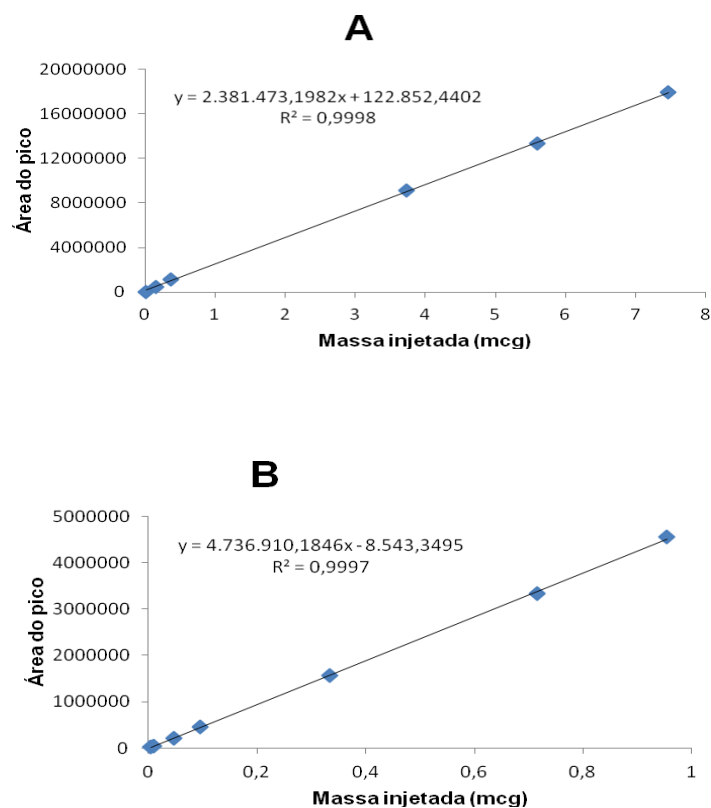 A
20000000
y = 2.381.473,1982x + 122.852,4402
R² = 0,9998
16000000
12000000
8000000
4000000
0
Área do pico
0 1 2 3 4 5 6 7 8
Massa injetada (mcg)
B
5000000
y = 4.736.910,1846x - 8.543,3495
R² = 0,9997
4000000
3000000
2000000
1000000
0
Área do pico
0 0,2 0,4 0,6 0,8 1
Massa injetada (mcg)